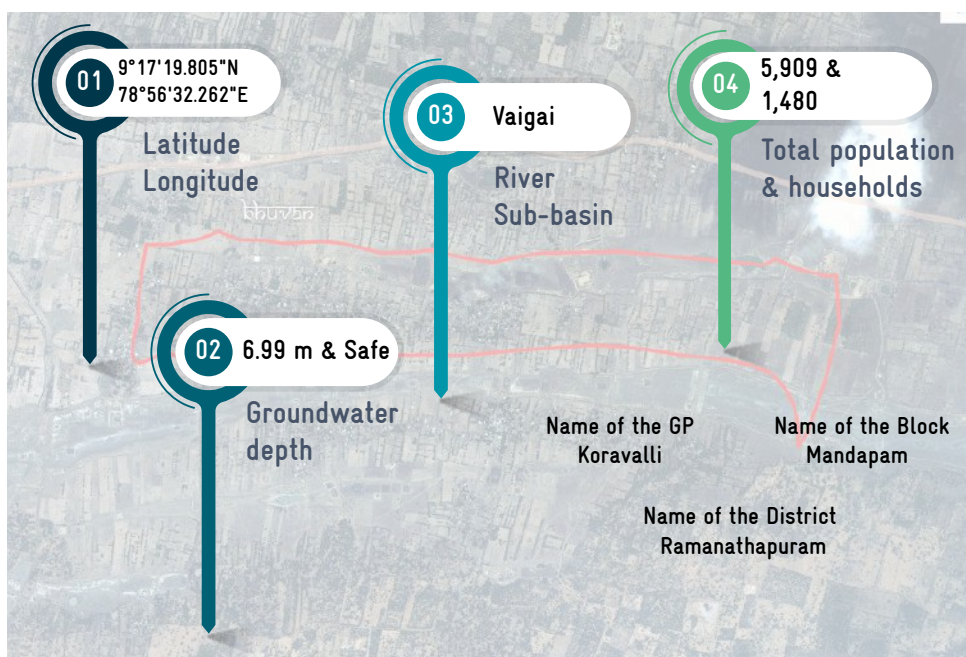 01
9°17'19.805"N
78°56'32.262"E
Latitude
Longitude
02
6.99 m & Safe
Groundwater
depth
03
Vaigai
River
Sub-basin
04
5,909 &
1,480
Total population
& households
bhuvan
Name of the GP
Koravalli
Name of the Block
Mandapam
Name of the District
Ramanathapuram